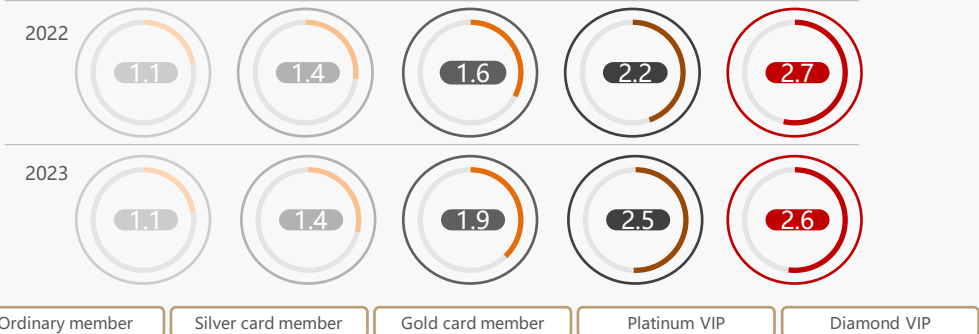 2022
1.1 1.4 1.6 2.2 2.7
2023
1.1 1.4 1.9 2.5 2.6
Ordinary member Silver card member Gold card member Platinum VIP Diamond VIP